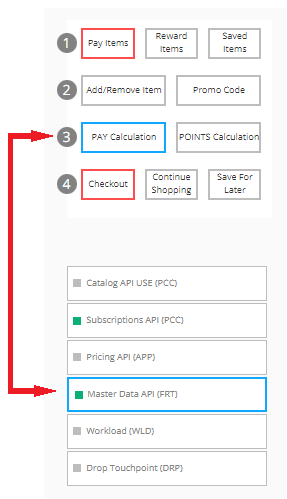 1 Pay Items Reward Items Saved Items
2 Add/Remove Item Promo Code
3 PAY Calculation POINTS Calculation
4 Checkout Continue Shopping Save For Later
Catalog API USE (PCC)
Subscriptions API (PCC)
Pricing API (APP)
Master Data API (FRT)
Workload (WLD)
Drop Touchpoint (DRP)